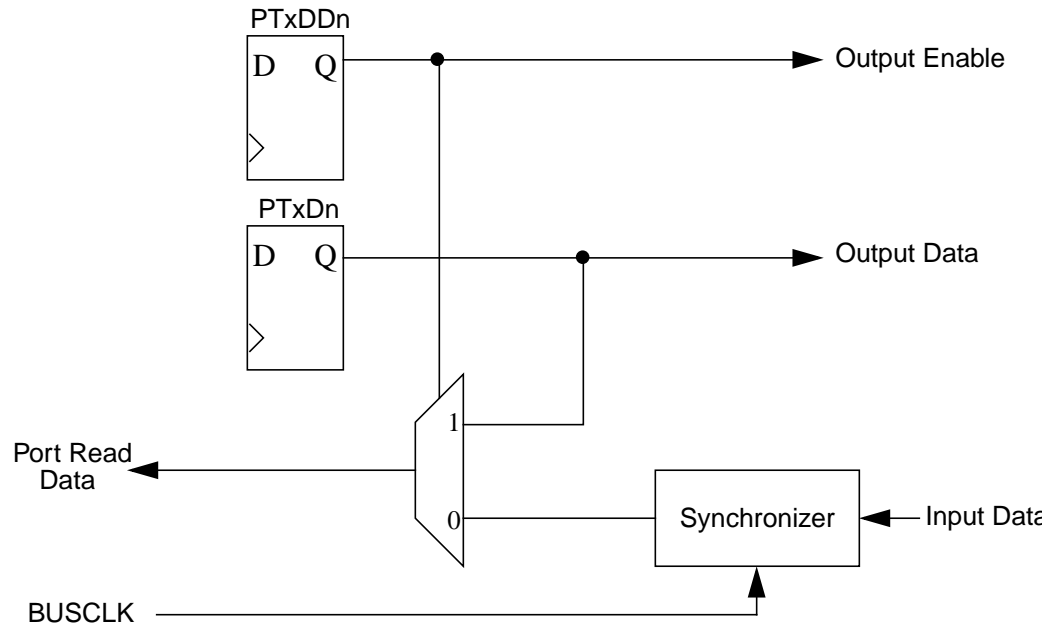 PTxDDn
D Q
Output Enable
PTxDn
D Q
Output Data
1
Port Read
Data
0
Synchronizer
Input Data
BUSCLK